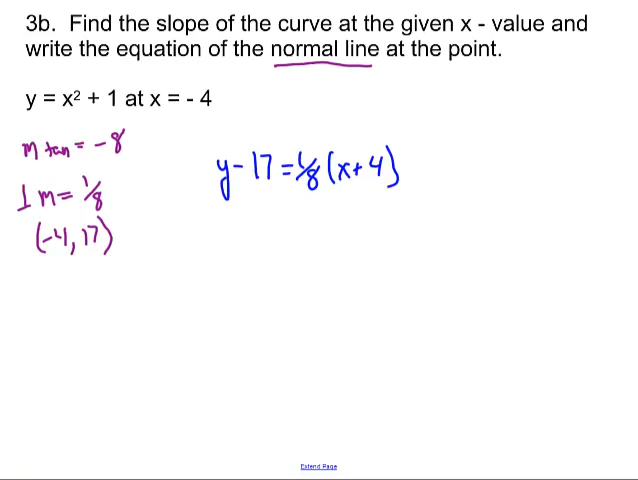 3b. Find the slope of the curve at the given x - value and
write the equation of the normal line at the point.
y = x² + 1 at x = - 4
m tan = -8
⊥ m = 1/8
(-4, 17)
y - 17 = 1/8 (x + 4)
Extend Page